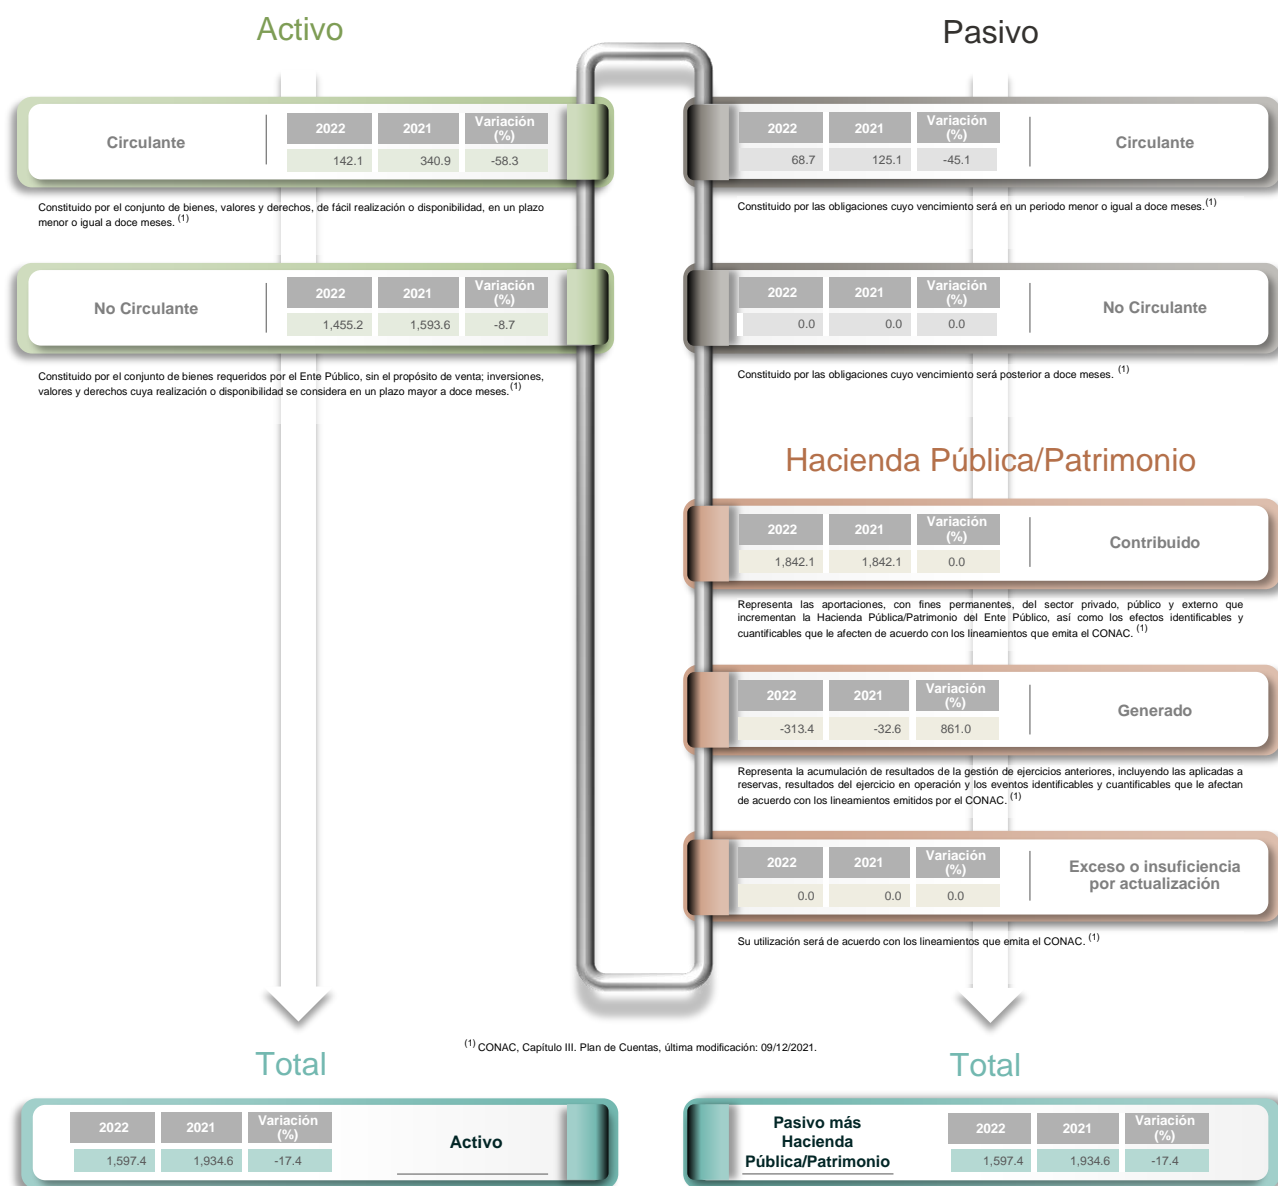 Activo
Circulante
2022 2021 Variación (%)
142.1 340.9 -58.3
Constituido por el conjunto de bienes, valores y derechos, de fácil realización o disponibilidad, en un plazo
menor o igual a doce meses. (1)
No Circulante
2022 2021 Variación (%)
1,455.2 1,593.6 -8.7
Constituido por el conjunto de bienes requeridos por el Ente Público, sin el propósito de venta; inversiones,
valores y derechos cuya realización o disponibilidad se considera en un plazo mayor a doce meses. (1)
Pasivo
2022 2021 Variación (%)
68.7 125.1 -45.1
Circulante
Constituido por las obligaciones cuyo vencimiento será en un periodo menor o igual a doce meses. (1)
2022 2021 Variación (%)
0.0 0.0 0.0
No Circulante
Constituido por las obligaciones cuyo vencimiento será posterior a doce meses. (1)
Hacienda Pública/Patrimonio
2022 2021 Variación (%)
1,842.1 1,842.1 0.0
Contribuido
Representa las aportaciones, con fines permanentes, del sector privado, público y externo que
incrementan la Hacienda Pública/Patrimonio del Ente Público, así como los efectos identificables y
cuantificables que le afecten de acuerdo con los lineamientos que emita el CONAC. (1)
2022 2021 Variación (%)
-313.4 -32.6 861.0
Generado
Representa la acumulación de resultados de la gestión de ejercicios anteriores, incluyendo las aplicadas a
reservas, resultados del ejercicio en operación y los eventos identificables y cuantificables que le afectan
de acuerdo con los lineamientos emitidos por el CONAC. (1)
2022 2021 Variación (%)
0.0 0.0 0.0
Exceso o insuficiencia
por actualización
Su utilización será de acuerdo con los lineamientos que emita el CONAC. (1)
(1) CONAC, Capítulo III. Plan de Cuentas, última modificación: 09/12/2021.
Total
2022 2021 Variación (%)
1,597.4 1,934.6 -17.4
Activo
Total
Pasivo más
Hacienda
Pública/Patrimonio
2022 2021 Variación (%)
1,597.4 1,934.6 -17.4